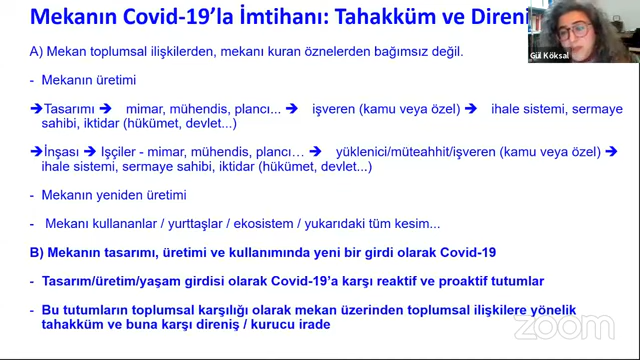 Mekanın Covid-19’la İmtihanı: Tahakküm ve Direni
Gül Köksal
A) Mekan toplumsal ilişkilerden, mekanı kuran öznelerden bağımsız değil.
- Mekanın üretimi
➔Tasarımı ➔ mimar, mühendis, plancı... ➔ işveren (kamu veya özel) ➔ ihale sistemi, sermaye
sahibi, iktidar (hükümet, devlet...)
➔İnşası ➔ İşçiler - mimar, mühendis, plancı… ➔ yüklenici/müteahhit/işveren (kamu veya özel) ➔
ihale sistemi, sermaye sahibi, iktidar (hükümet, devlet...)
- Mekanın yeniden üretimi
- Mekanı kullananlar / yurttaşlar / ekosistem / yukarıdaki tüm kesim...
B) Mekanın tasarımı, üretimi ve kullanımında yeni bir girdi olarak Covid-19
- Tasarım/üretim/yaşam girdisi olarak Covid-19’a karşı reaktif ve proaktif tutumlar
- Bu tutumların toplumsal karşılığı olarak mekan üzerinden toplumsal ilişkilere yönelik
tahakküm ve buna karşı direniş / kurucu irade
zoom